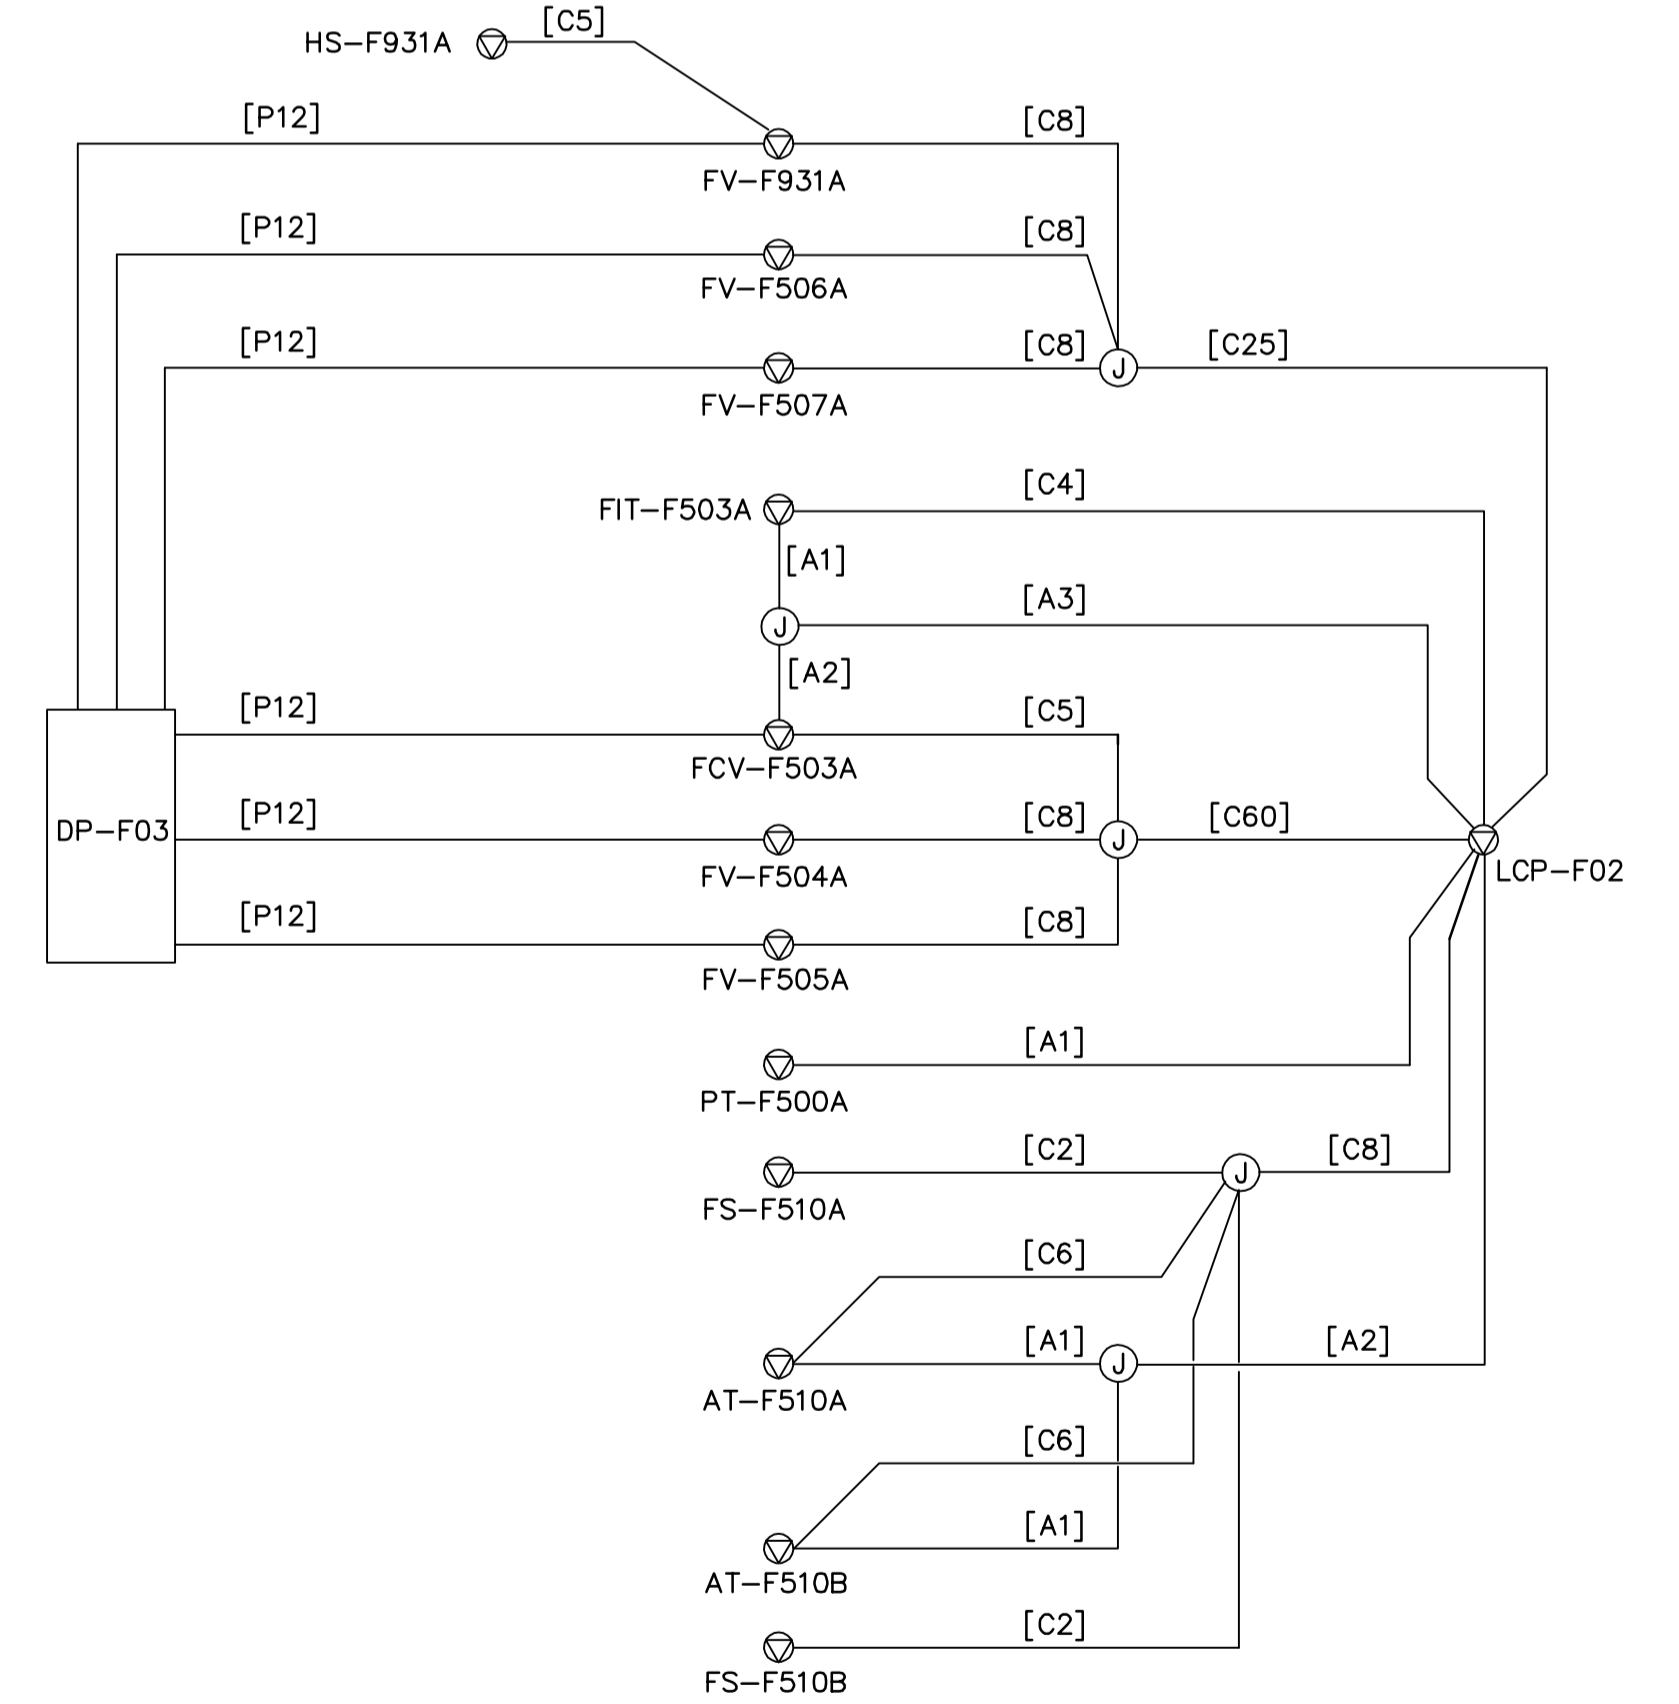 [C5]
HS-F931A
[P12]
[C8]
FV-F931A
[P12]
[C8]
FV-F506A
[P12]
[C8]
[C25]
J
FV-F507A
[C4]
FIT-F503A
[A1]
[A3]
J
[A2]
[P12]
[C5]
FCV-F503A
[P12]
[C8]
[C60]
DP-F03
J
LCP-F02
FV-F504A
[P12]
[C8]
FV-F505A
[A1]
PT-F500A
[C2]
[C8]
J
FS-F510A
[C6]
[A1]
[A2]
J
AT-F510A
[C6]
[A1]
AT-F510B
[C2]
FS-F510B